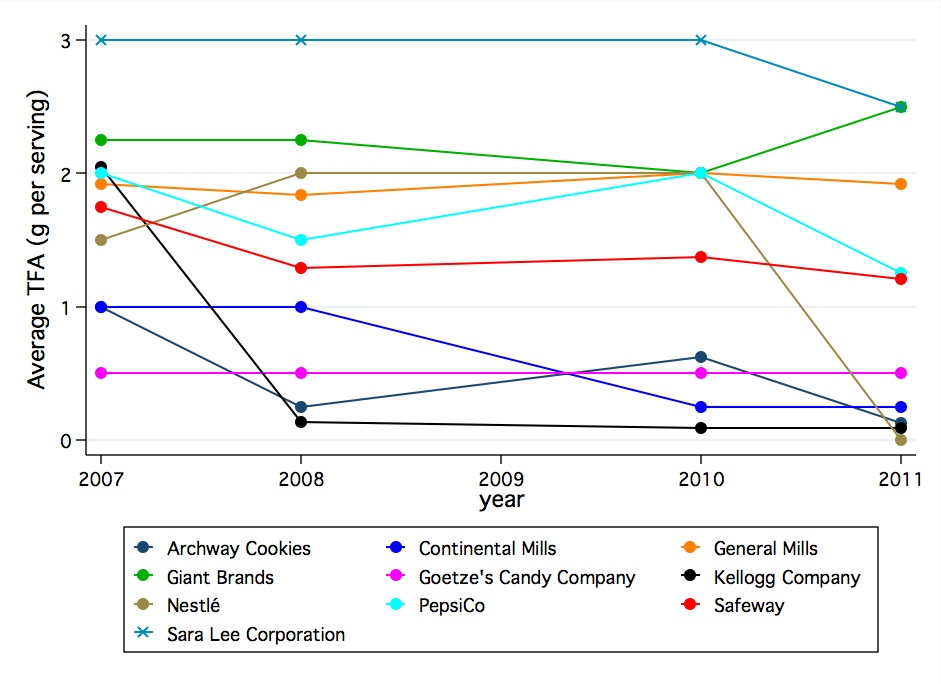 Average TFA (g per serving)
3
2
1
0
2007 2008 2009 2010 2011
year
Archway Cookies Continental Mills General Mills
Giant Brands Goetze's Candy Company Kellogg Company
Nestlé PepsiCo Safeway
Sara Lee Corporation